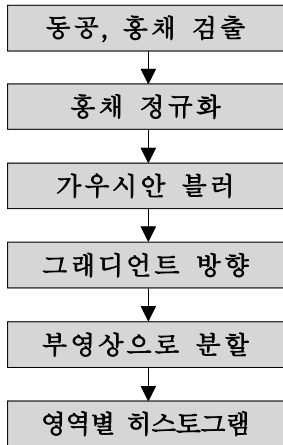 동공, 홍채 검출
홍채 정규화
가우시안 블러
그래디언트 방향
부영상으로 분할
영역별 히스토그램